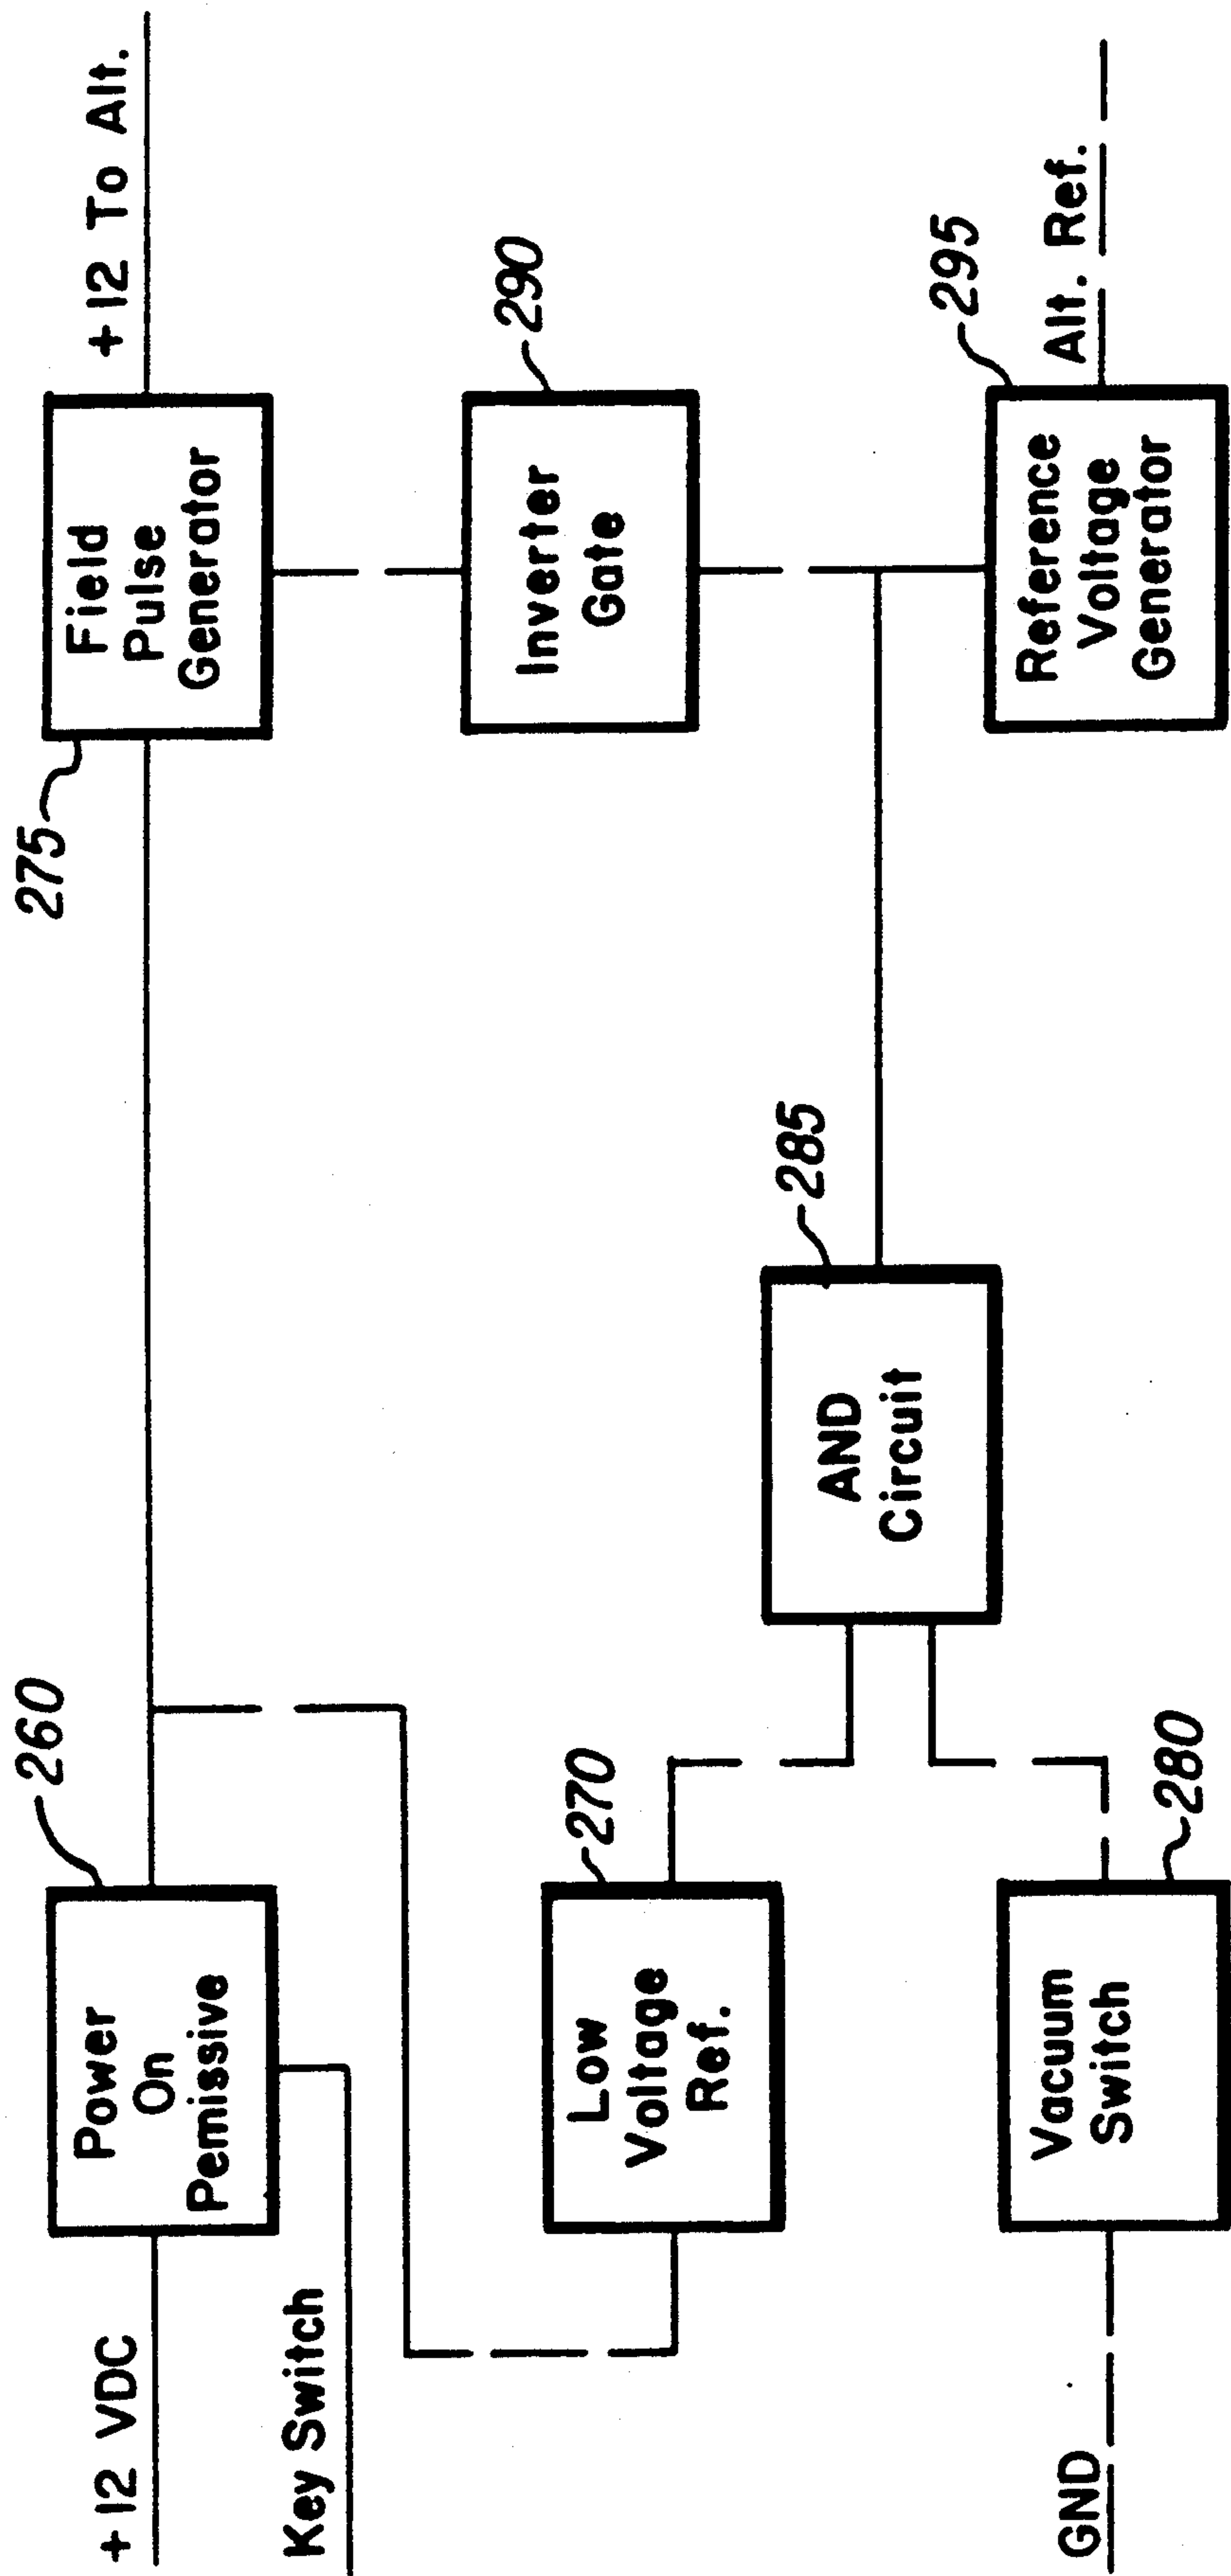 +12 VDC
Key Switch
260
Power
On
Pemissive
275
Field
Pulse
Generator
+12 To Alt.
270
Low
Voltage
Ref.
285
AND
Circuit
290
Inverter
Gate
GND
280
Vacuum
Switch
295
Reference
Voltage
Generator
Alt. Ref.